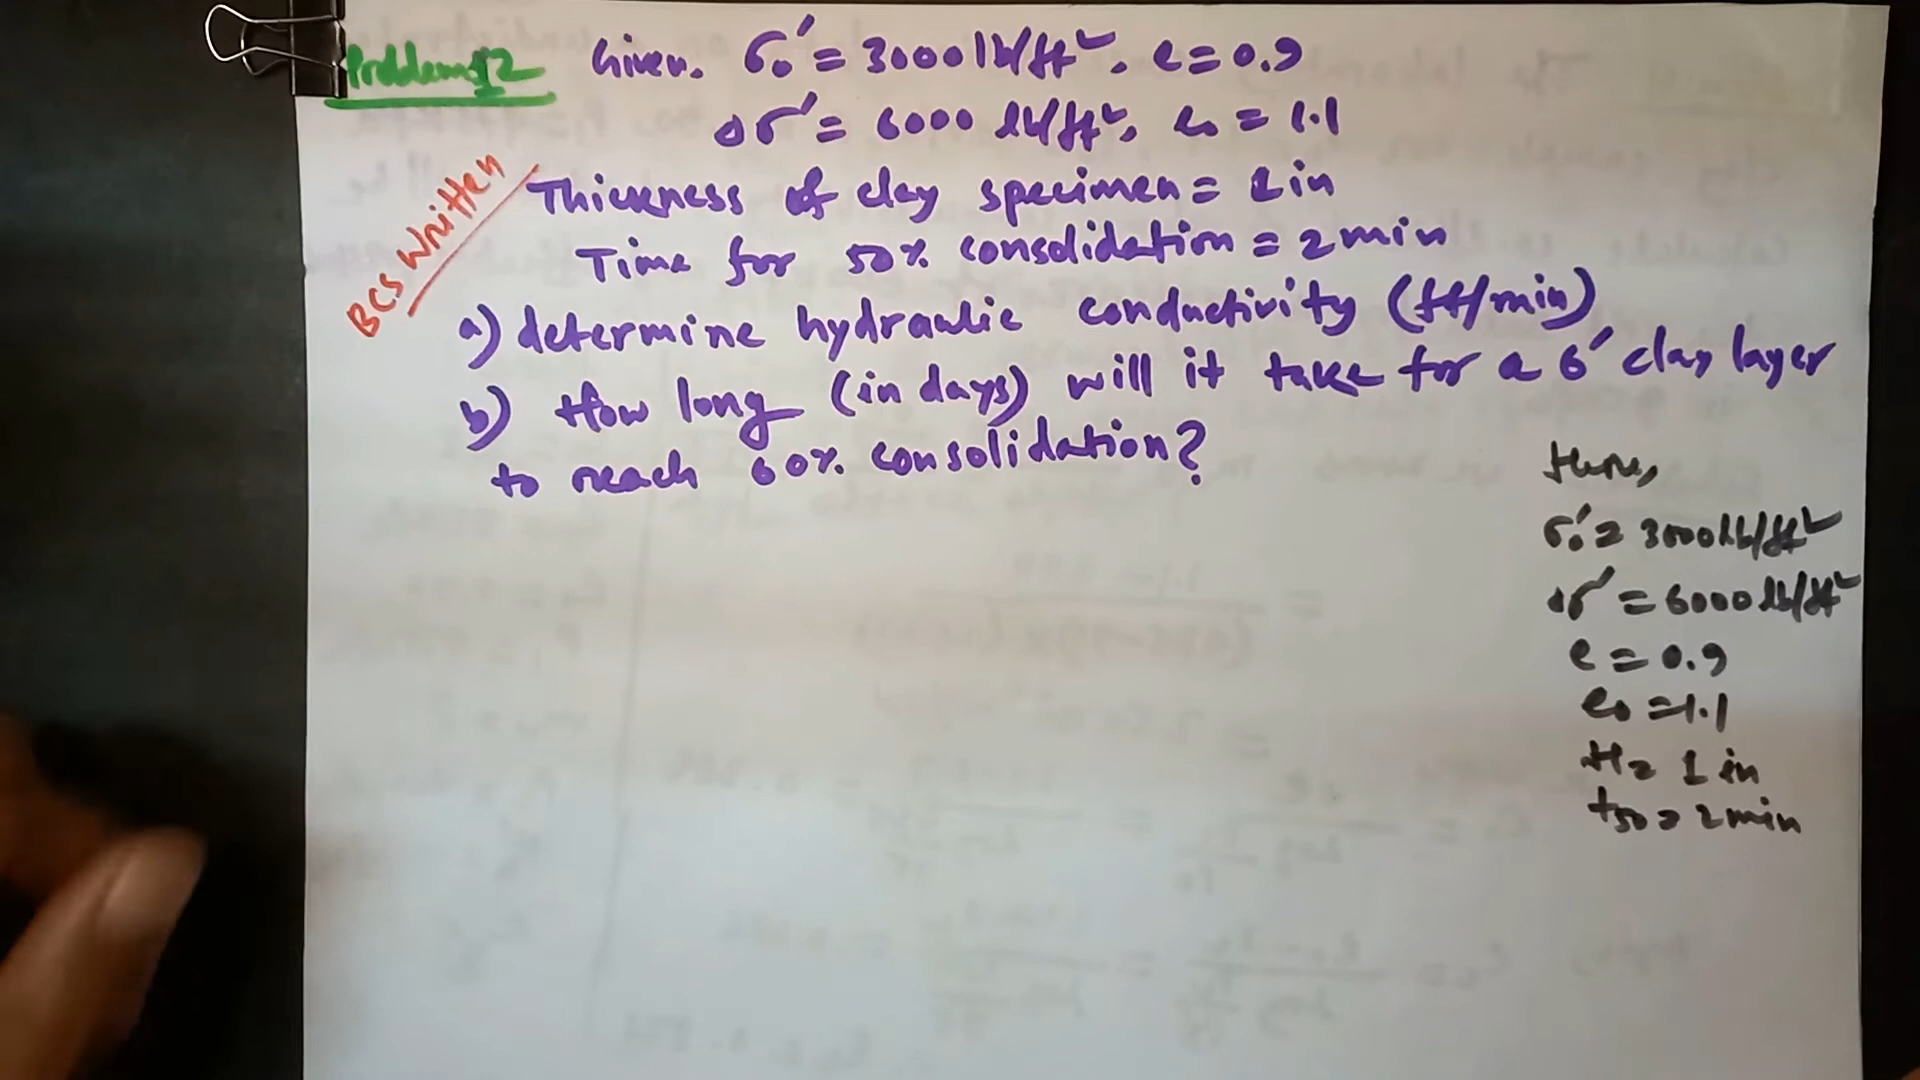 Problem 12 Given. σ₀' = 3000 lb/ft², e = 0.9
Δσ' = 6000 lb/ft², e₀ = 1.1
BCS Written
Thickness of clay specimen = 1 in
Time for 50% consolidation = 2 min
a) determine hydraulic conductivity (ft/min)
b) How long (in days) will it take for a 6' clay layer
to reach 60% consolidation?
Here,
σ₀' = 3000 lb/ft²
Δσ' = 6000 lb/ft²
e = 0.9
e₀ = 1.1
H = 1 in
t₅₀ = 2 min